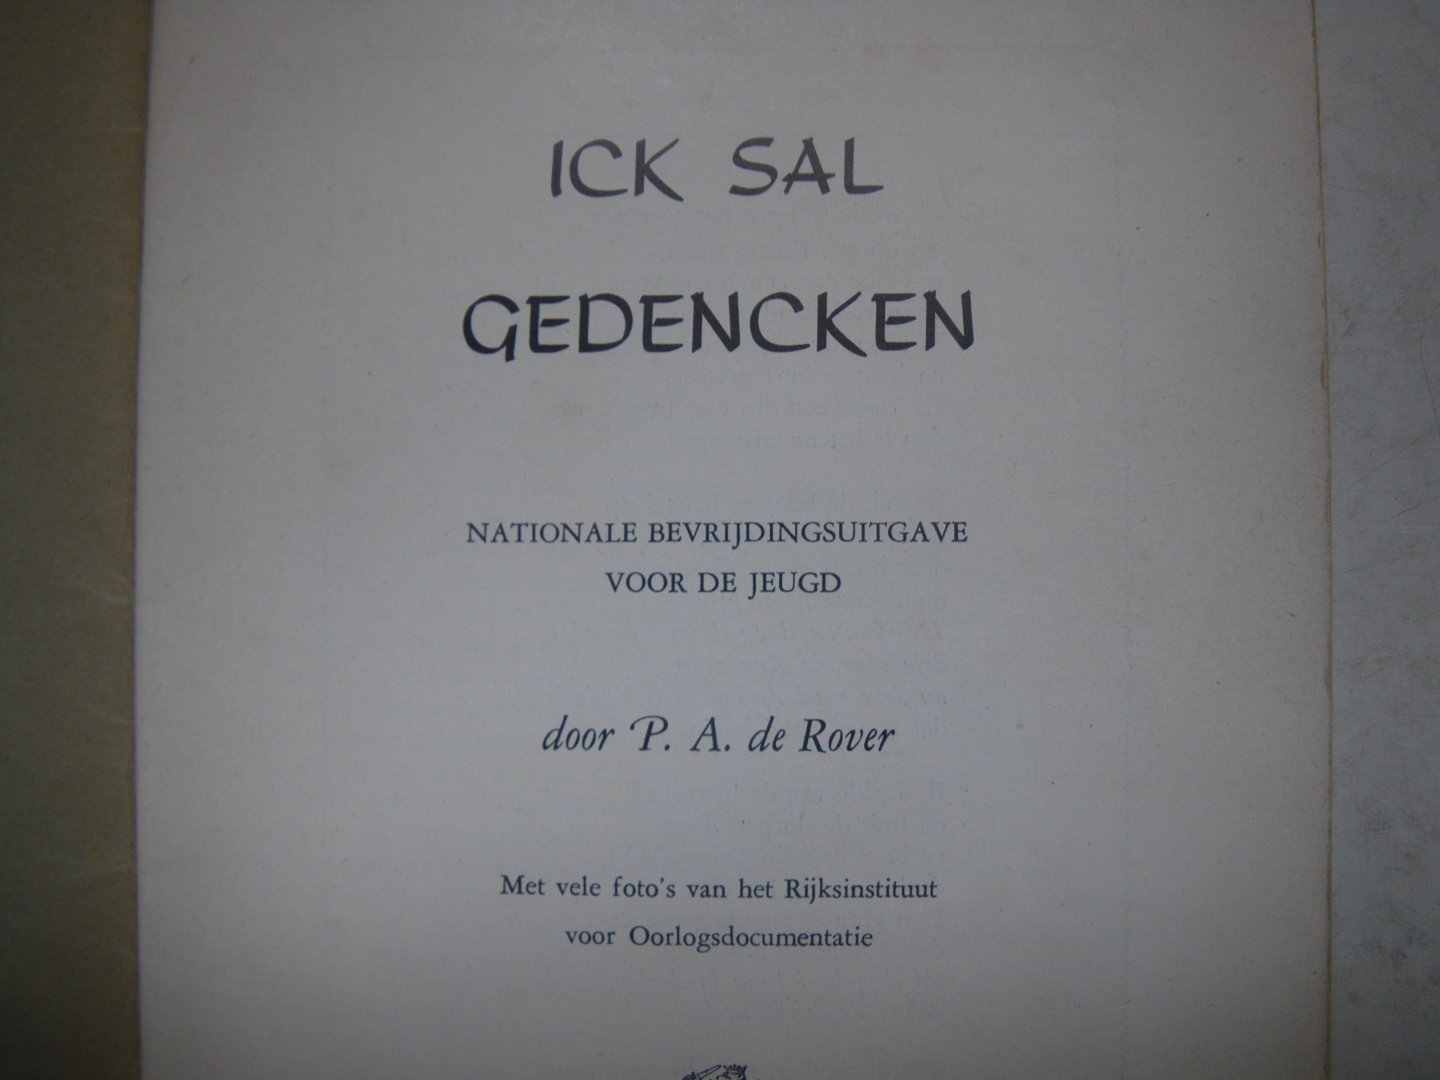 ICK SAL
GEDENCKEN
NATIONALE BEVRIJDINGSUITGAVE
VOOR DE JEUGD
door P. A. de Rover
Met vele foto's van het Rijksinstituut
voor Oorlogsdocumentatie